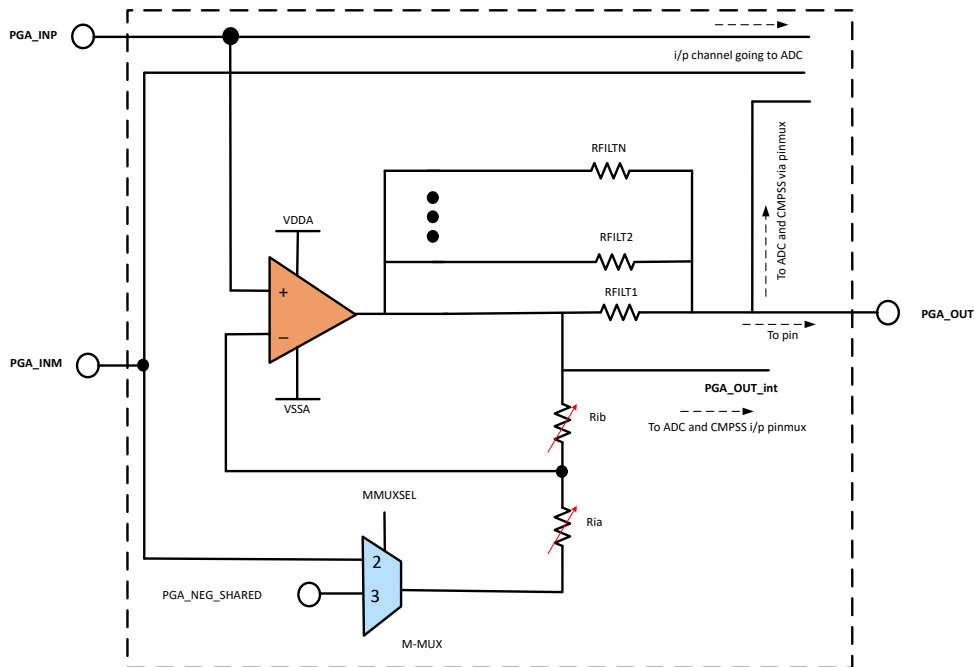 PGA_INP
i/p channel going to ADC
RFILTN
VDDA
To ADC and CMPSS via pinmux
RFILT2
RFILT1
+
−
PGA_OUT
To pin
PGA_INM
VSSA
PGA_OUT_int
To ADC and CMPSS i/p pinmux
Rib
MMUXSEL
Ria
2
PGA_NEG_SHARED
3
M-MUX